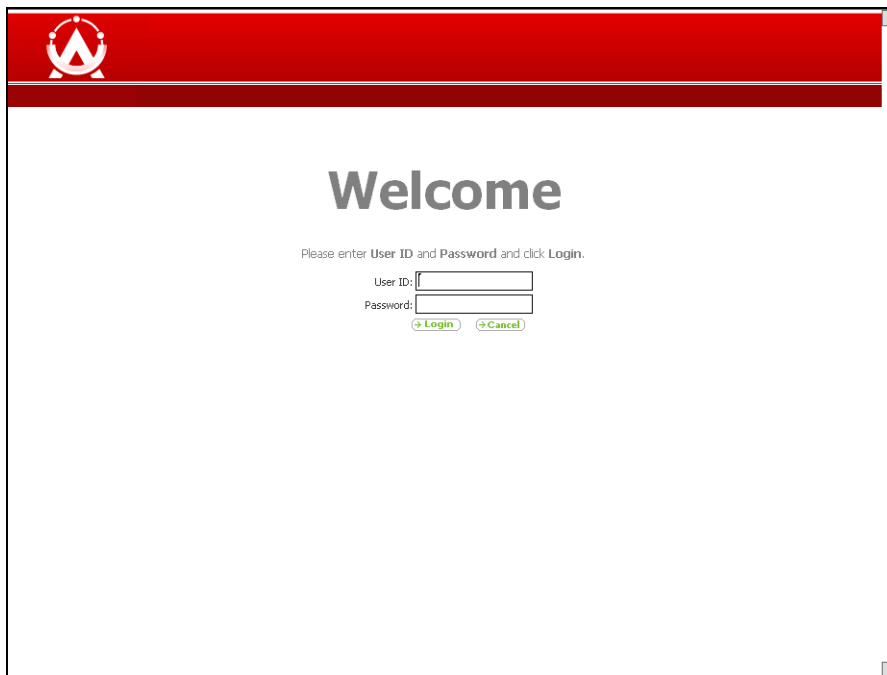 Welcome
Please enter User ID and Password and click Login.
User ID:
Password:
Login Cancel